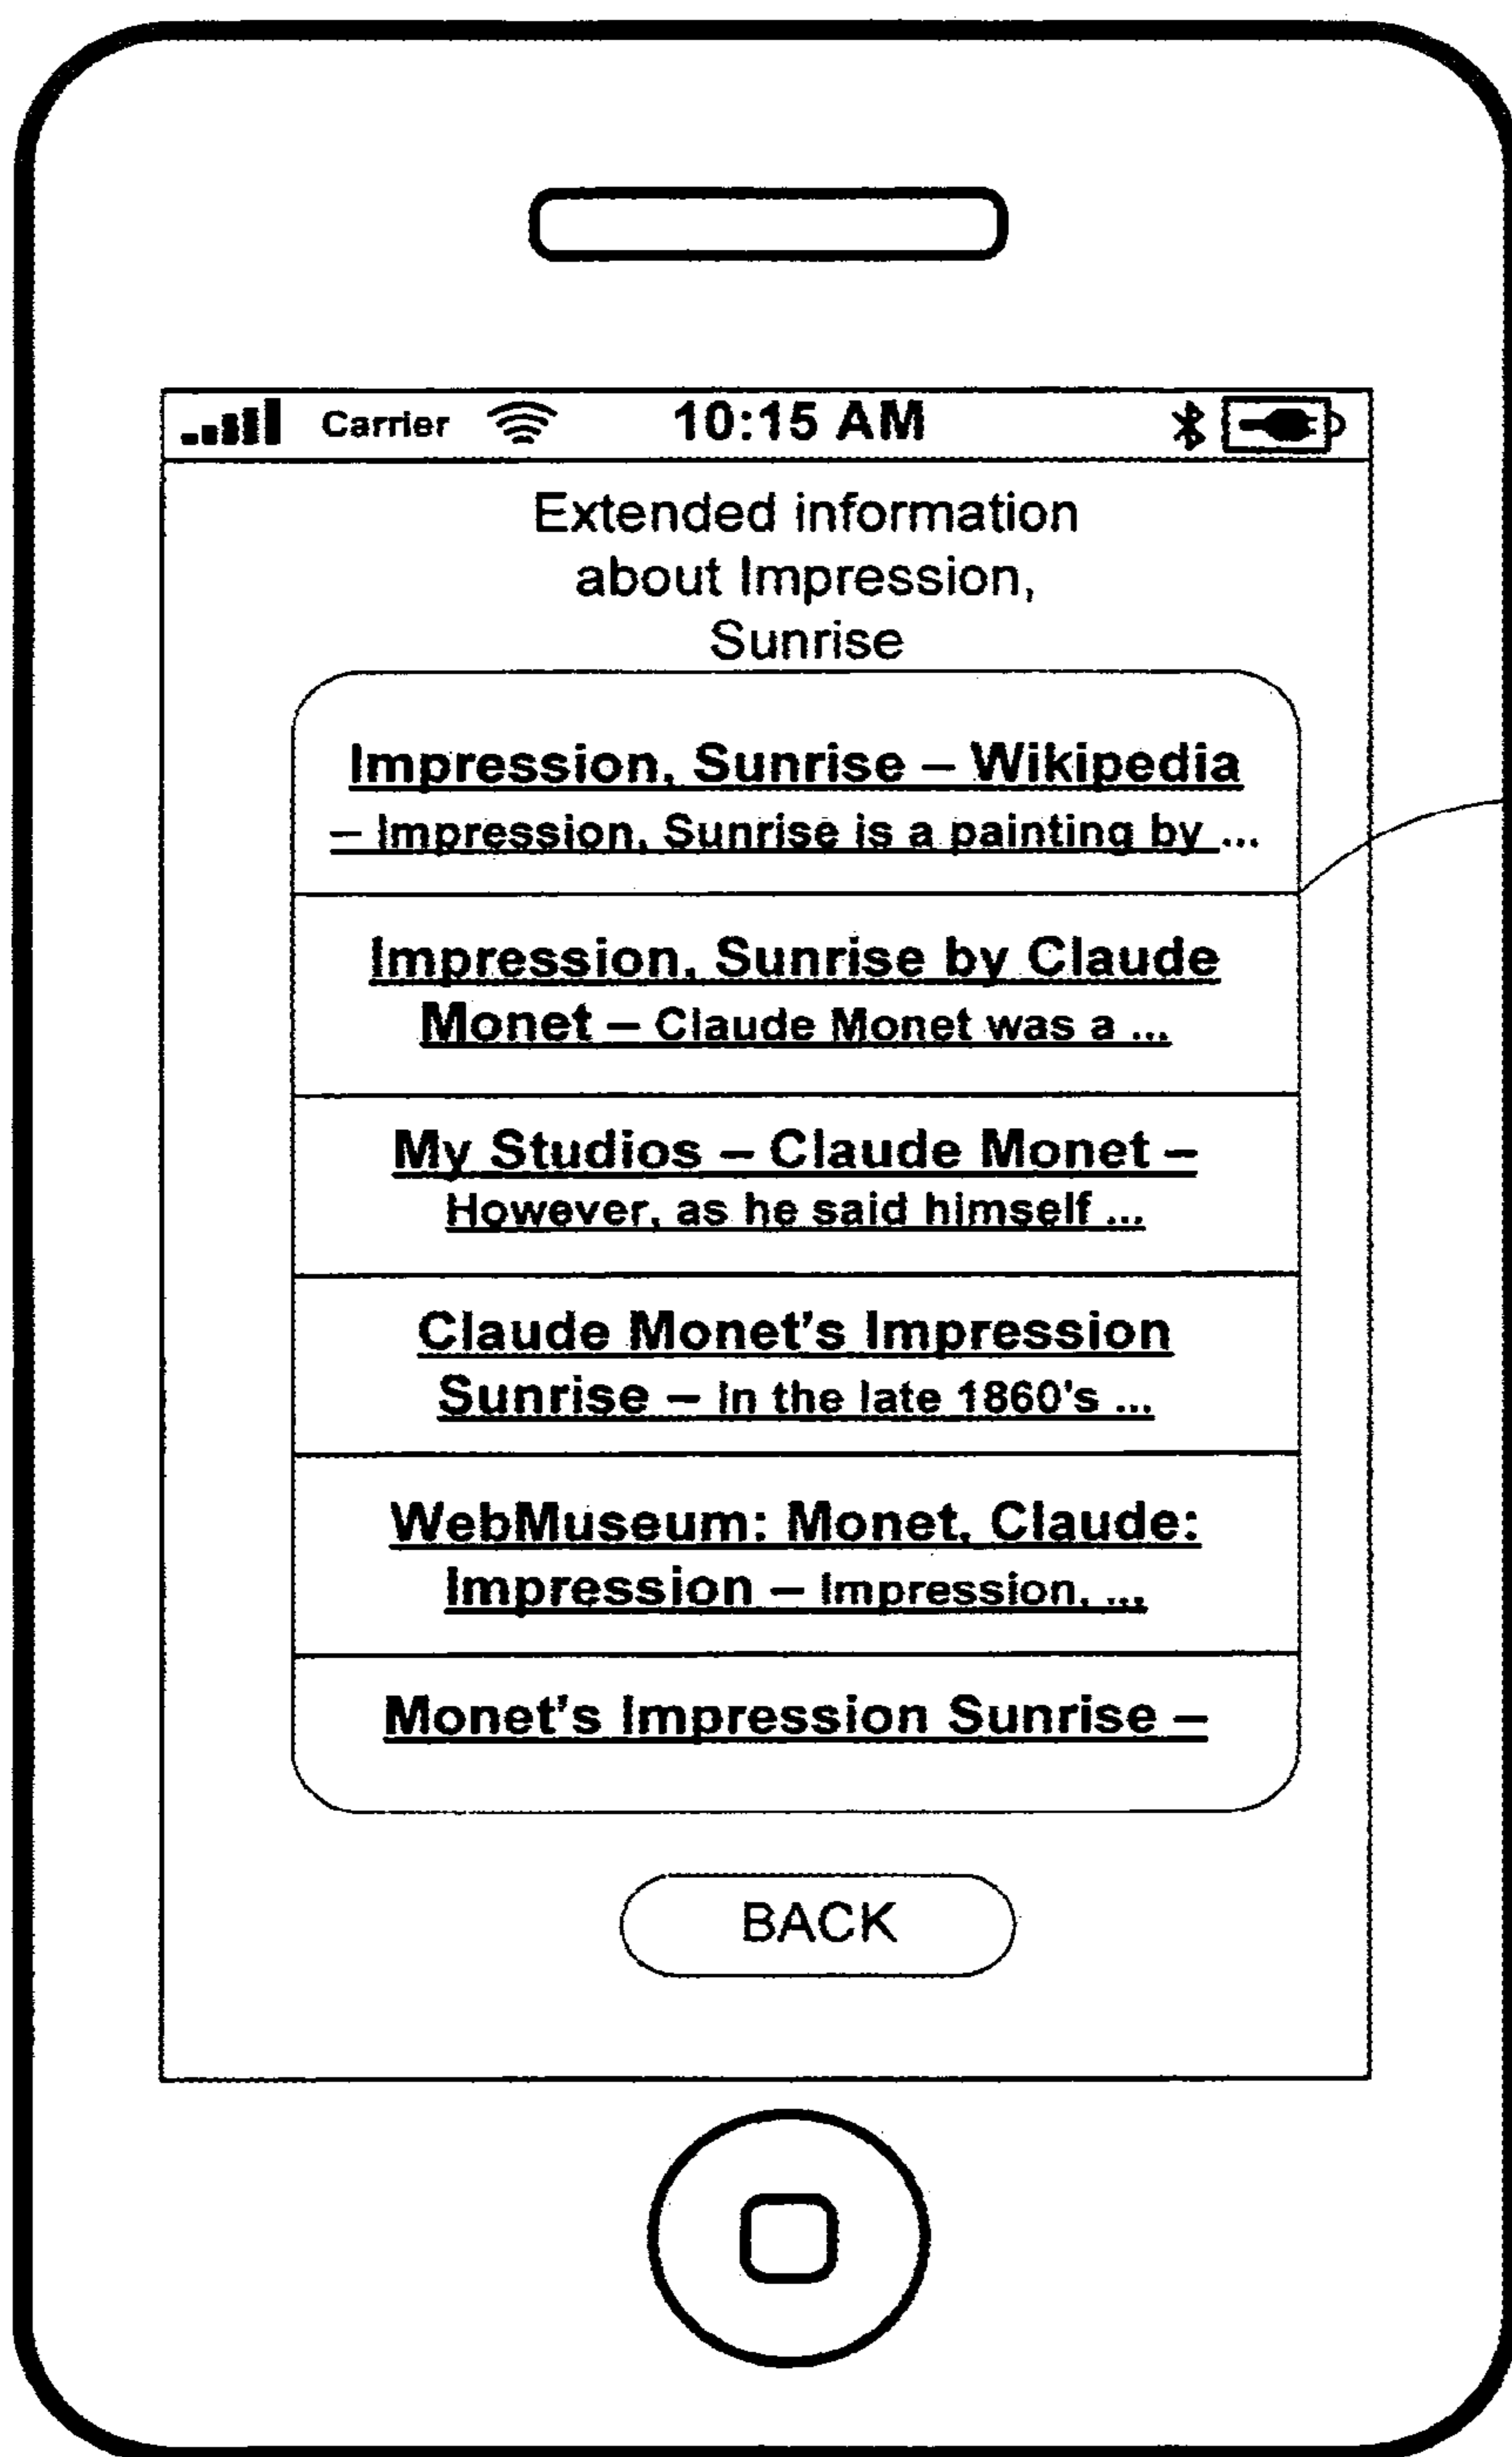 Carrier 10:15 AM
Extended information
about Impression,
Sunrise
Impression, Sunrise – Wikipedia
– Impression, Sunrise is a painting by ...
Impression, Sunrise by Claude
Monet – Claude Monet was a ...
My Studios – Claude Monet –
However, as he said himself ...
Claude Monet's Impression
Sunrise – In the late 1860's ...
WebMuseum: Monet, Claude:
Impression – Impression, ...
Monet's Impression Sunrise –
BACK